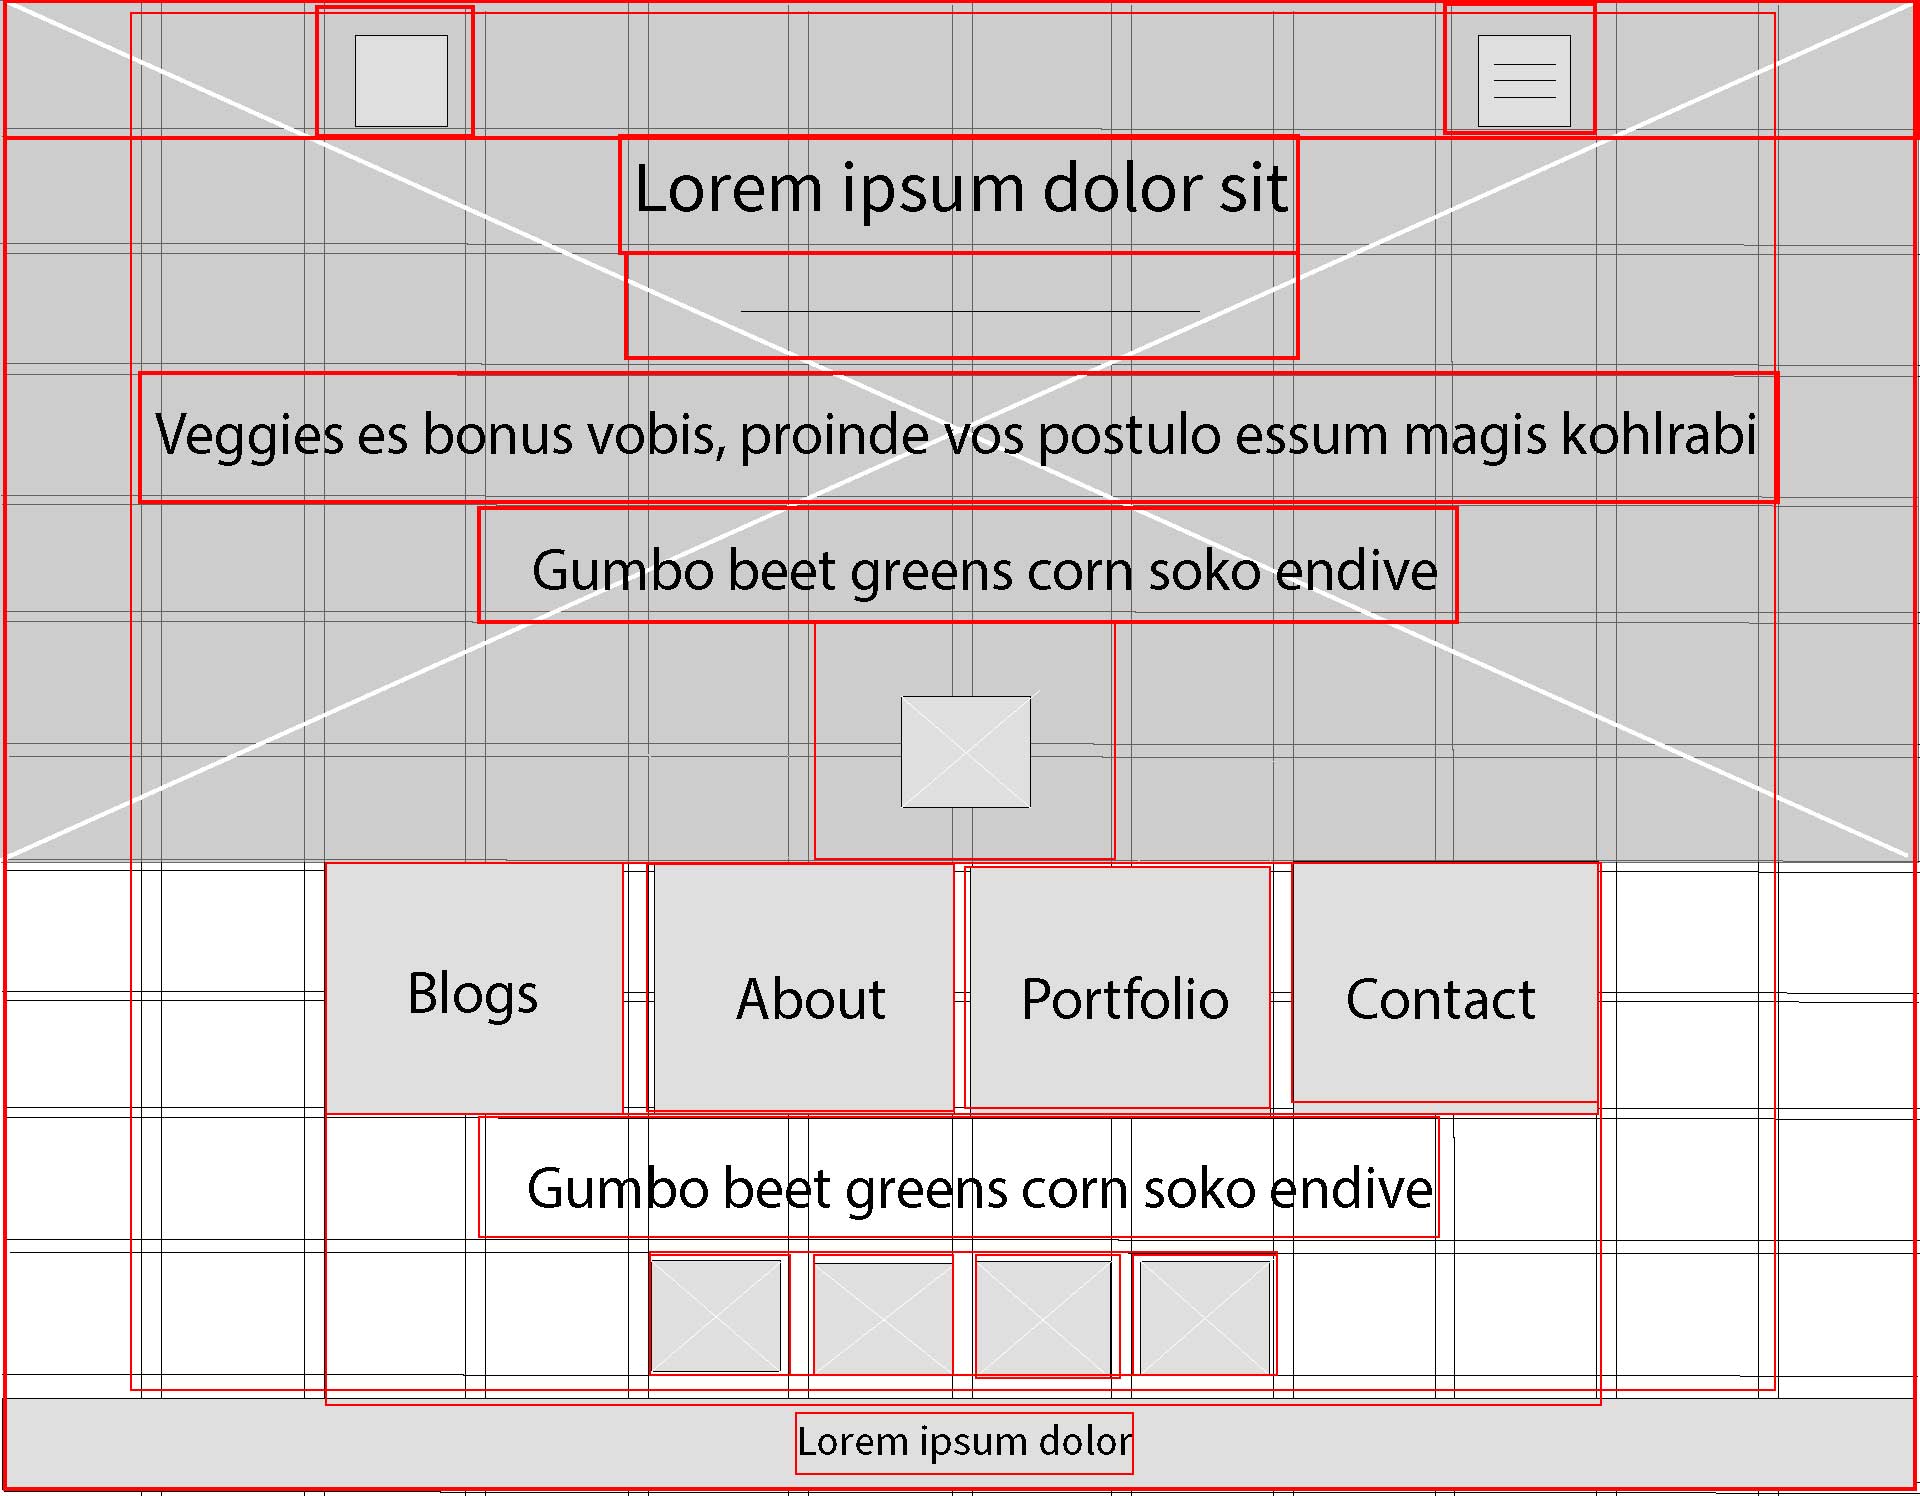 Lorem ipsum dolor sit
Veggies es bonus vobis, proinde vos postulo essum magis kohlrabi
Gumbo beet greens corn soko endive
Blogs
About
Portfolio
Contact
Gumbo beet greens corn soko endive
Lorem ipsum dolor